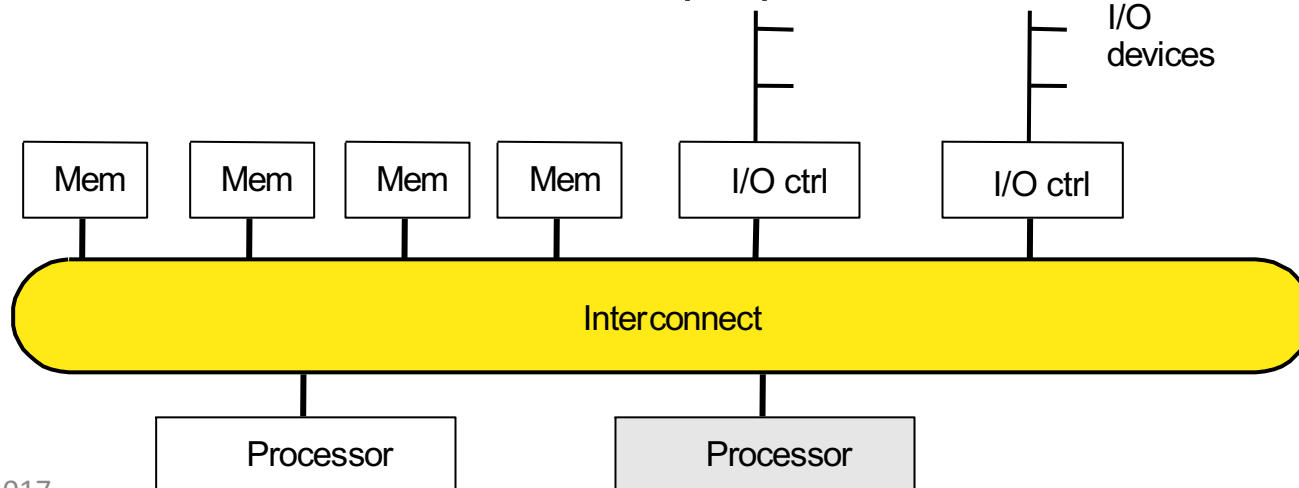 I/O
devices
Mem
Mem
Mem
Mem
I/O ctrl
I/O ctrl
Interconnect
Processor
Processor